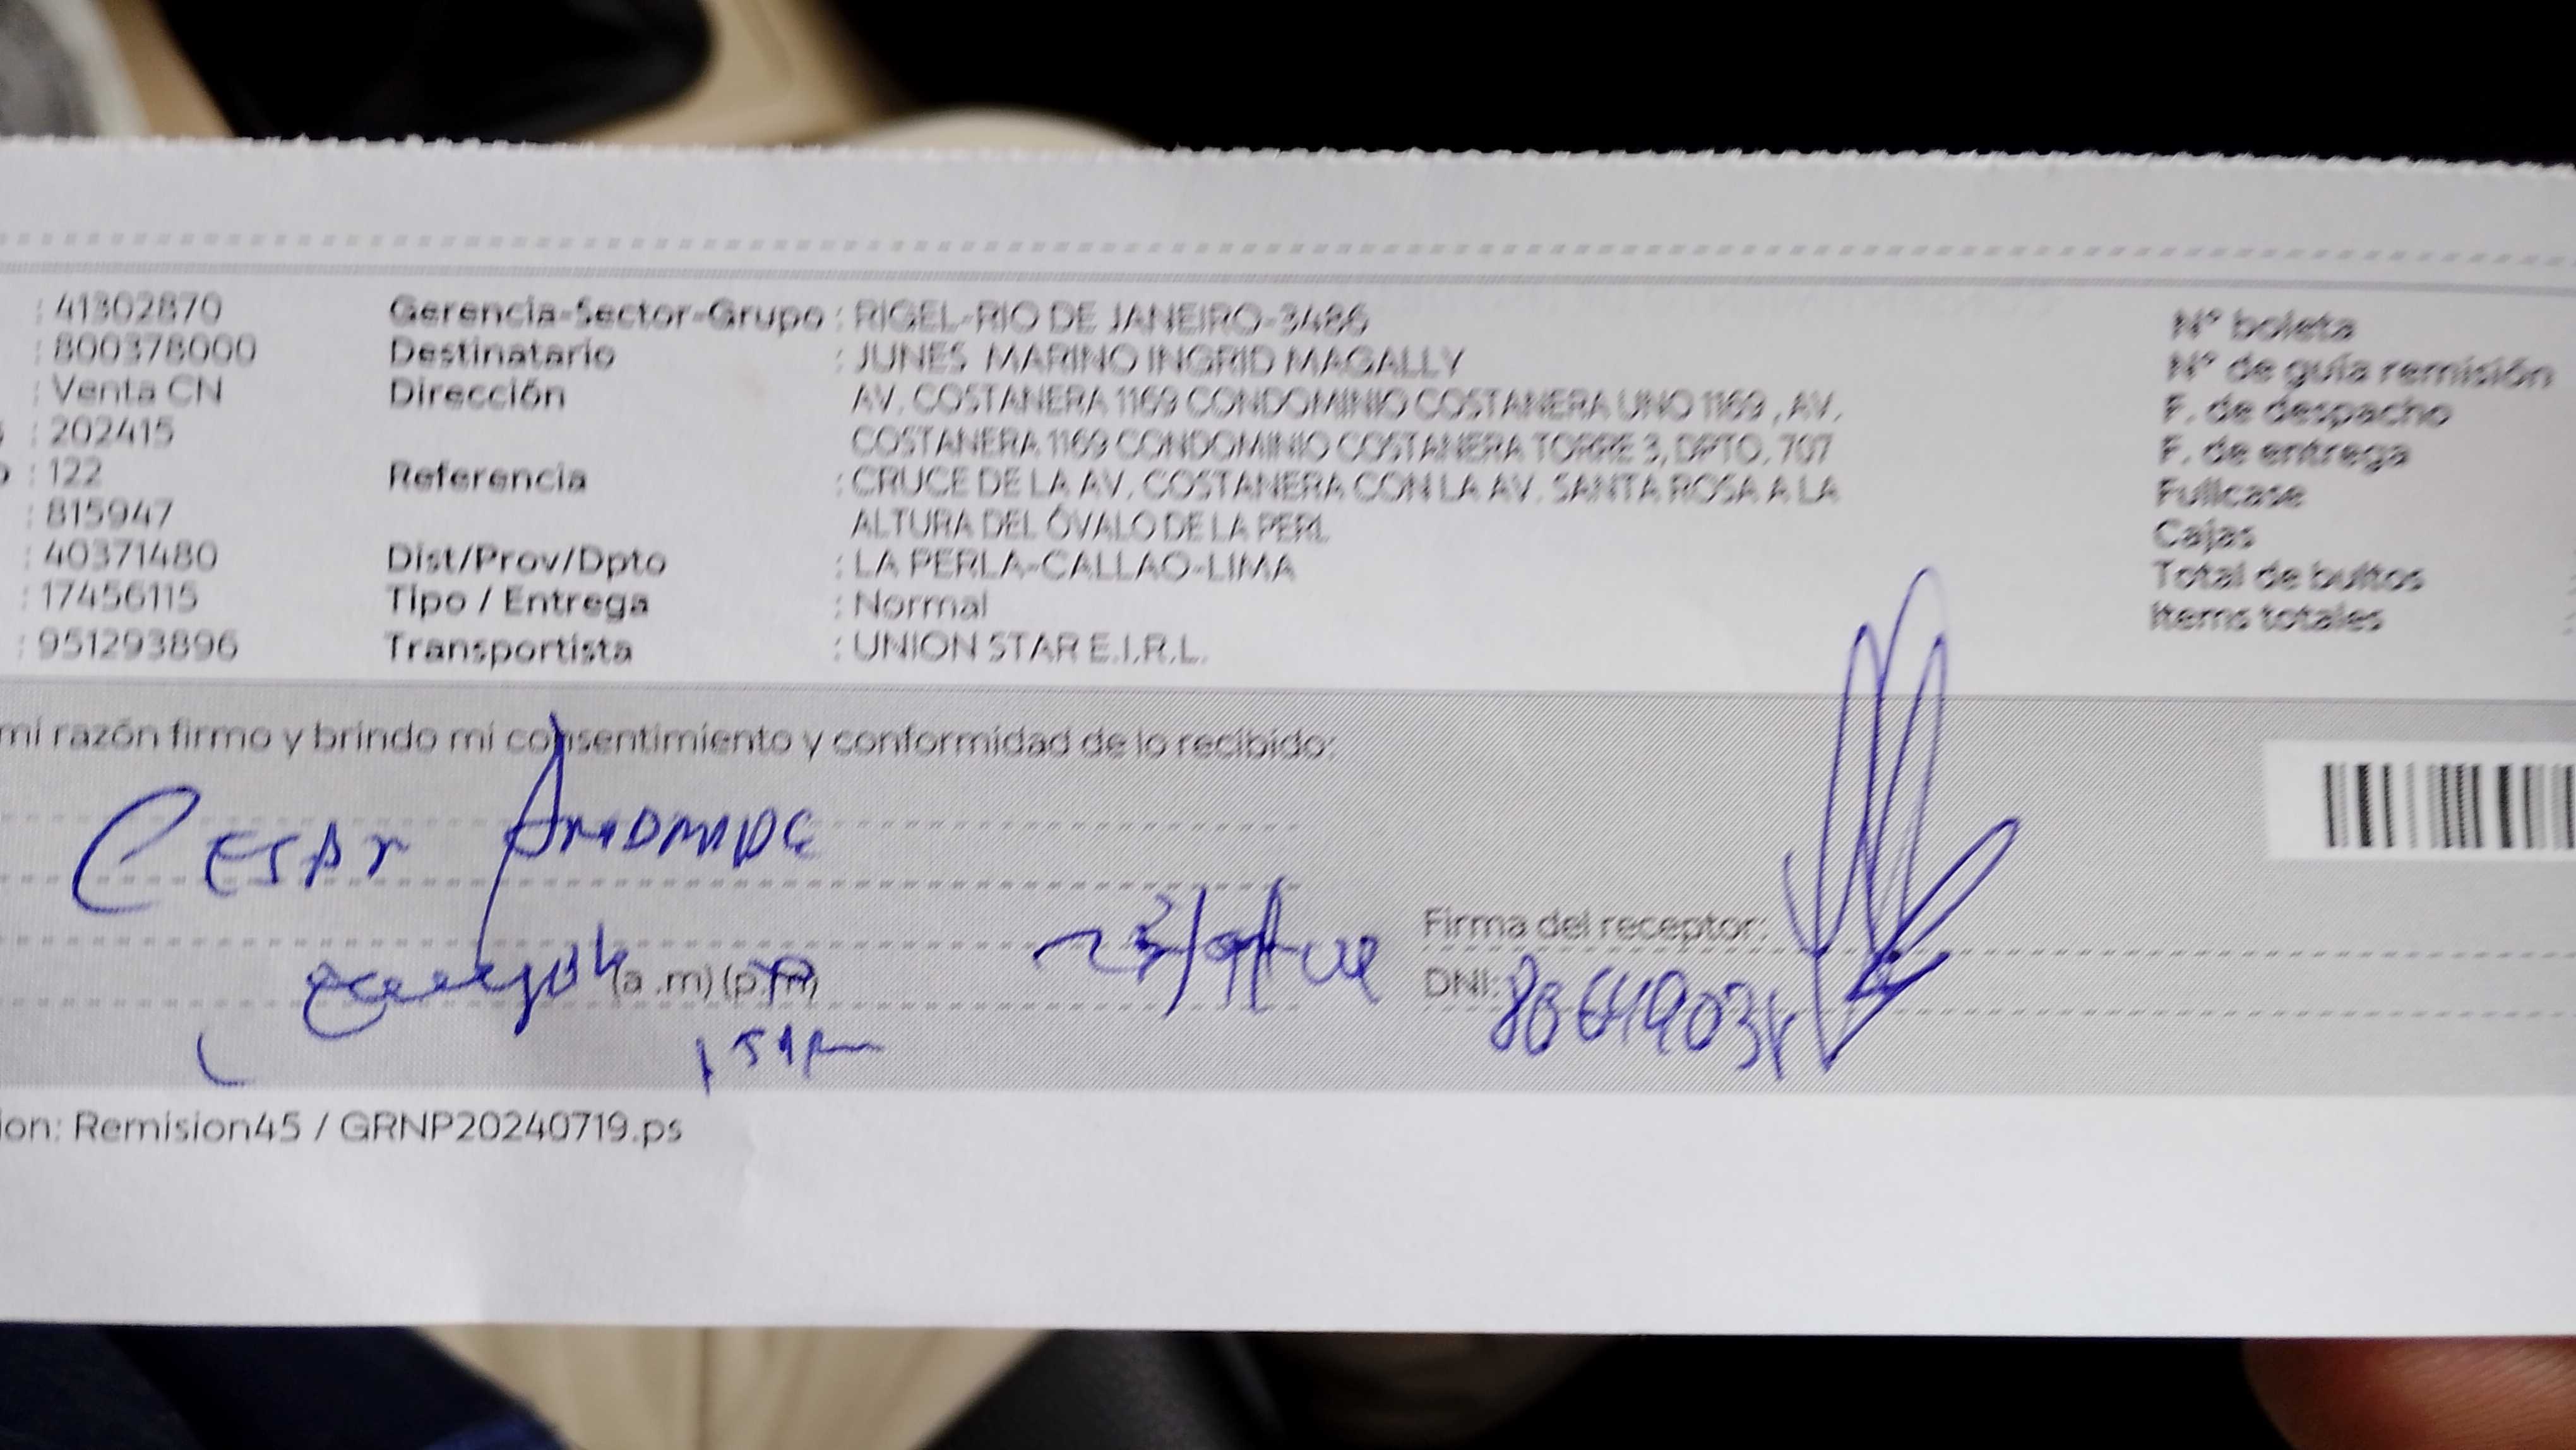 : 41302870 Gerencia-Sector-Grupo : RIGEL-RIO DE JANEIRO-3486 N° boleta
: 800378000 Destinatario : JUNES MARINO INGRID MAGALLY N° de guía remisión
: Venta CN Dirección AV. COSTANERA 1169 CONDOMINIO COSTANERA UNO 1169 , AV. F. de despacho
: 202415 COSTANERA 1169 CONDOMINIO COSTANERA TORRE 3, DPTO. 707 F. de entrega
: 122 Referencia : CRUCE DE LA AV. COSTANERA CON LA AV. SANTA ROSA A LA Fullcase
: 815947 ALTURA DEL ÓVALO DE LA PERL Cajas
: 40371480 Dist/Prov/Dpto : LA PERLA-CALLAO-LIMA Total de bultos
: 17456115 Tipo / Entrega : Normal Items totales
: 951293896 Transportista : UNION STAR E.I.R.L.
mi razón firmo y brindo mi consentimiento y conformidad de lo recibido:
CESAr
Firma del receptor:
(a .m) (p.m) DNI:
ion: Remision45 / GRNP20240719.ps